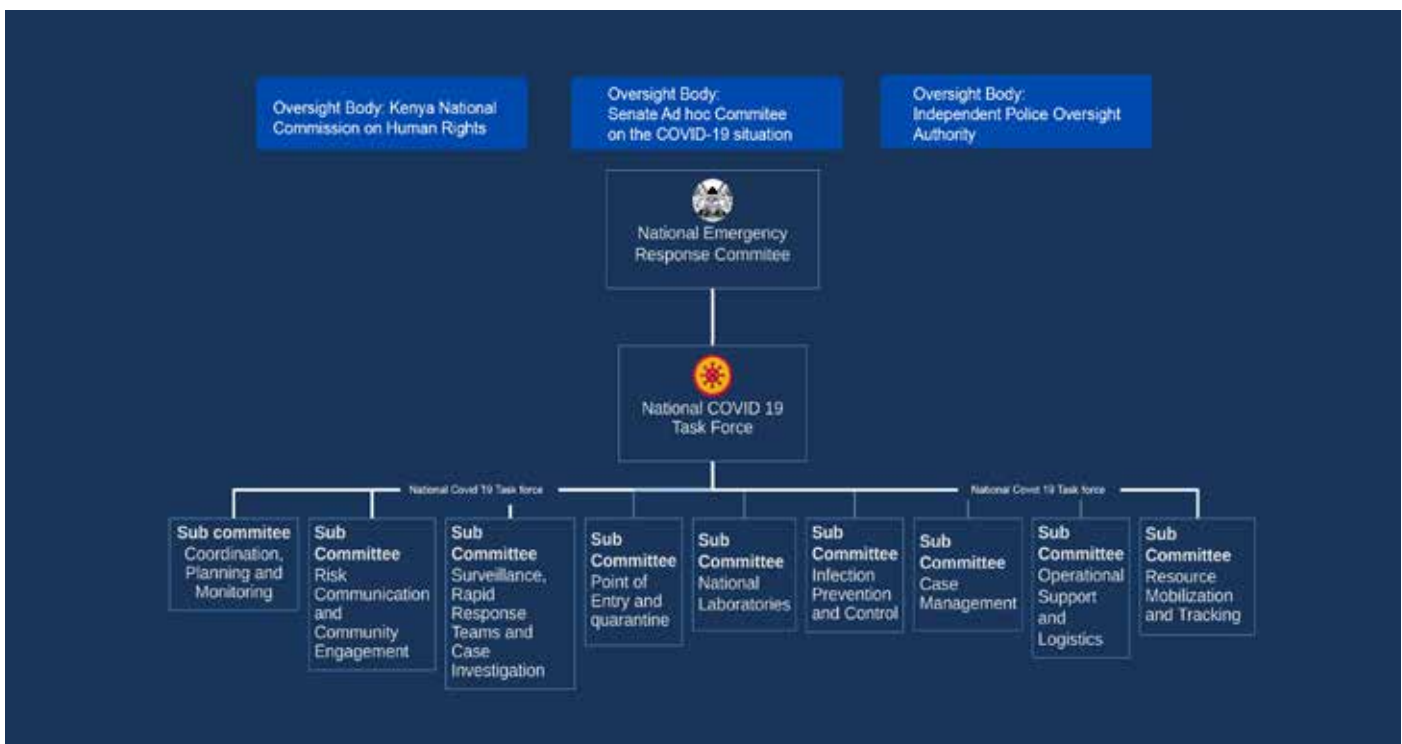 Oversight Body: Kenya National
Commission on Human Rights
Oversight Body:
Senate Ad hoc Commitee
on the COVID-19 situation
Oversight Body:
Independent Police Oversight
Authority
National Emergency
Response Commitee
National COVID 19
Task Force
National Covid 19 Task force
National Covid 19 Task force
Sub commitee
Coordination,
Planning and
Monitoring
Sub
Committee
Risk
Communication
and
Community
Engagement
Sub
Committee
Surveillance,
Rapid
Response
Teams and
Case
Investigation
Sub
Committee
Point of
Entry and
quarantine
Sub
Committee
National
Laboratories
Sub
Committee
Infection
Prevention
and Control
Sub
Committee
Case
Management
Sub
Committee
Operational
Support
and
Logistics
Sub
Committee
Resource
Mobilization
and Tracking